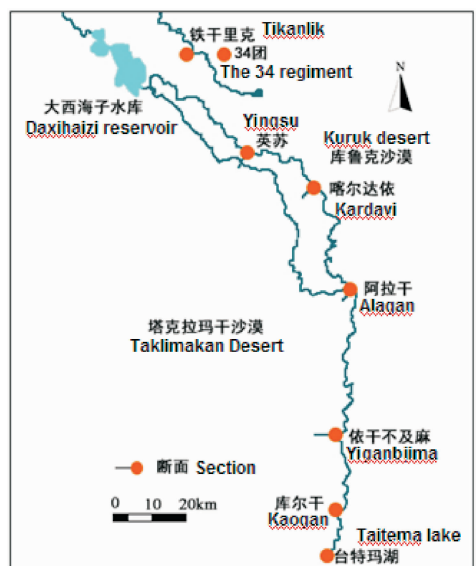 铁干里克
Tikanlik
34团
The 34 regiment
N
大西海子水库
Daxihaizi reservoir
Yingsu
英苏
Kuruk desert
库鲁克沙漠
喀尔达依
Kardavi
阿拉干
Alagan
塔克拉玛干沙漠
Taklimakan Desert
依干不及麻
Yiganbiima
断面 Section
0 10 20km
库尔干
Kaogan
Taitema lake
台特玛湖